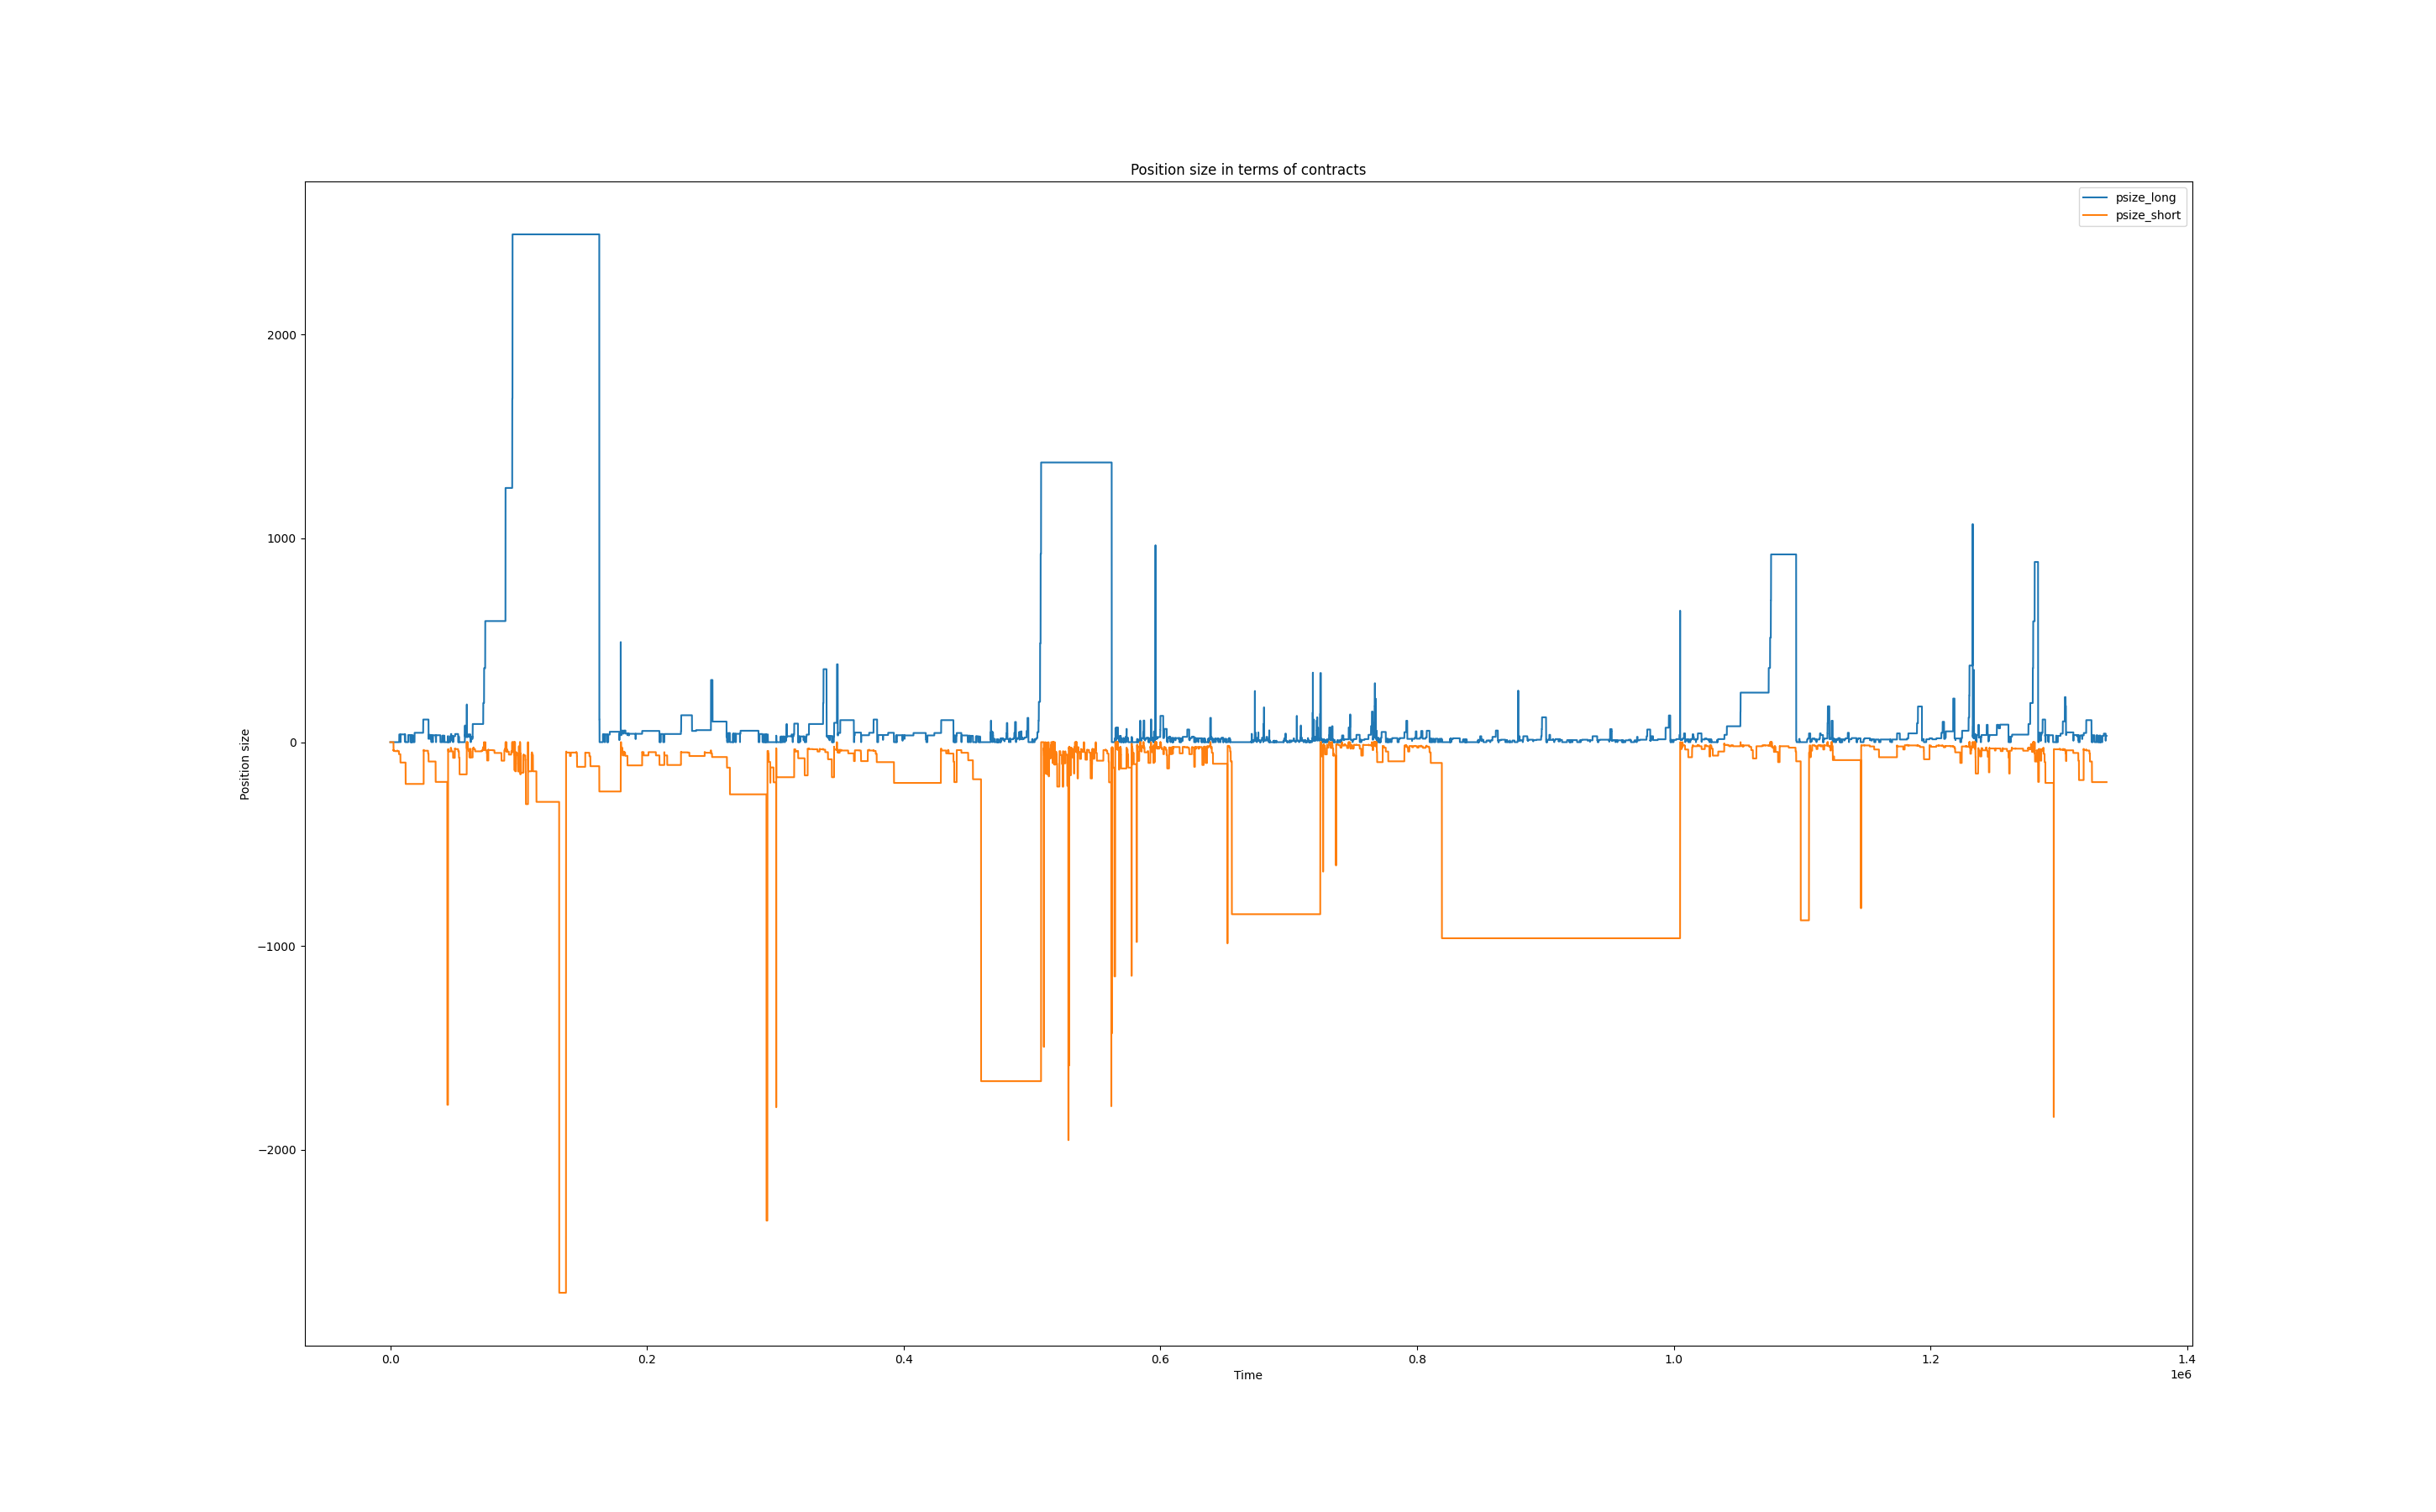 Position size in terms of contracts
psize_long
psize_short
2000
1000
0
−1000
−2000
Position size
0.0 0.2 0.4 0.6 0.8 1.0 1.2 1.4
Time
1e6